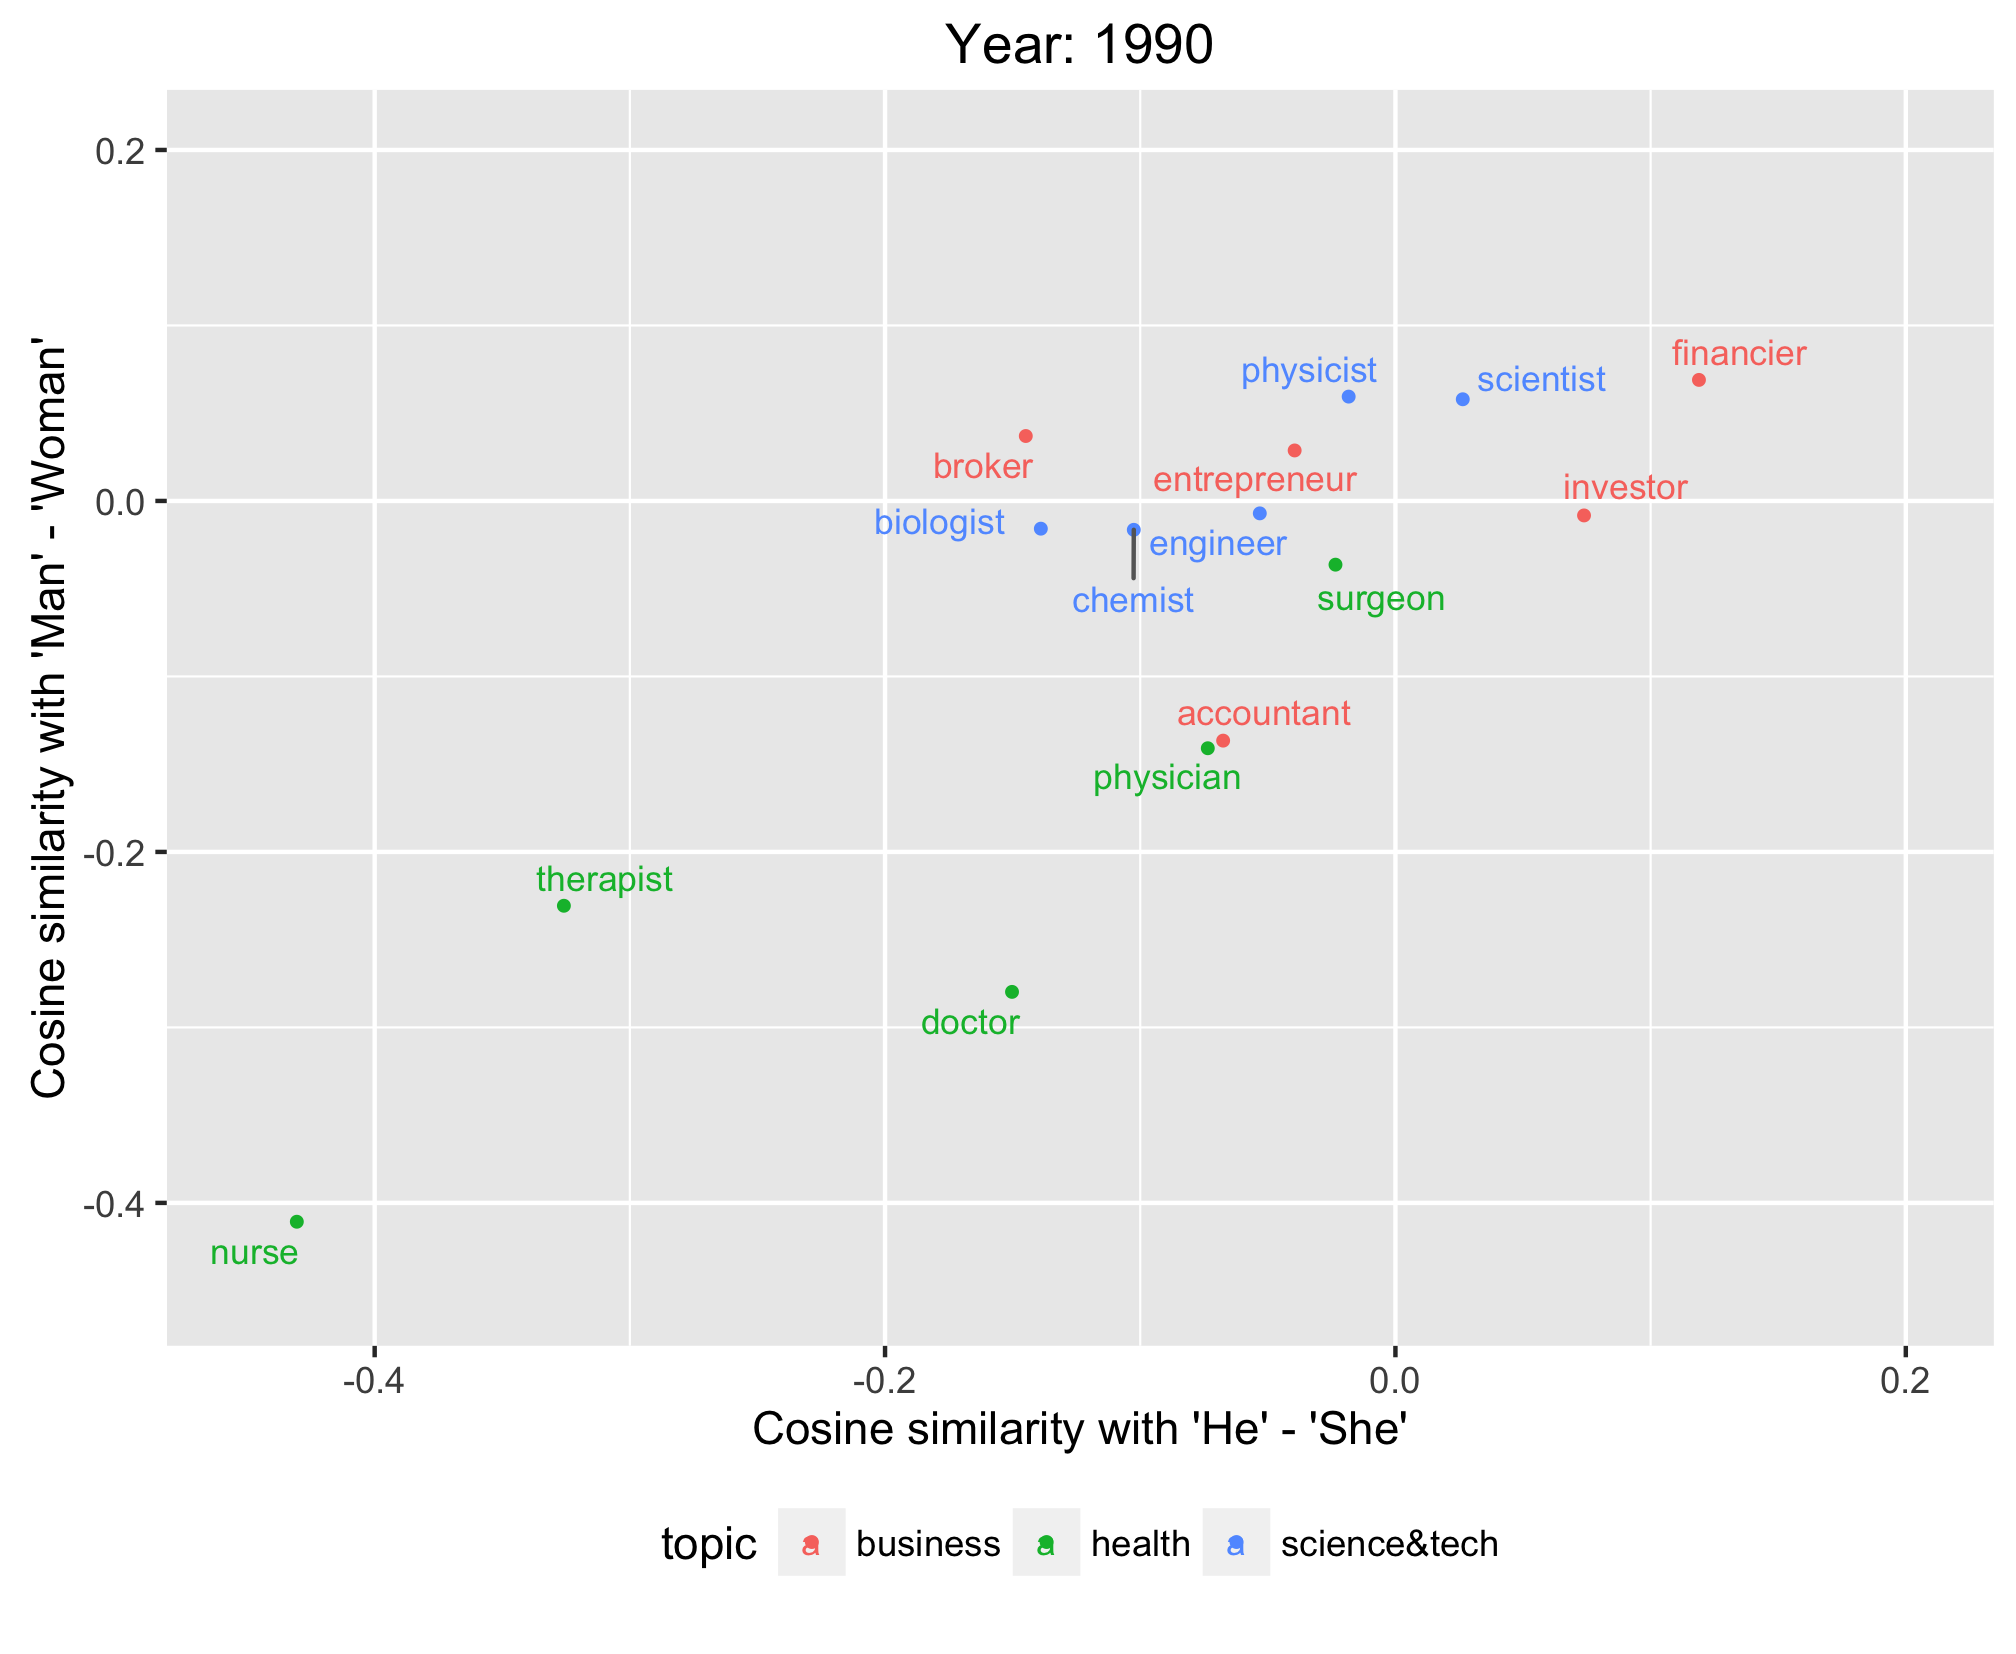 Year: 1990
0.2
financier
physicist
scientist
broker
entrepreneur
investor
0.0
biologist
engineer
chemist
surgeon
accountant
physician
-0.2
therapist
doctor
-0.4
nurse
Cosine similarity with 'Man' - 'Woman'
-0.4 -0.2 0.0 0.2
Cosine similarity with 'He' - 'She'
topic a business a health a science&tech